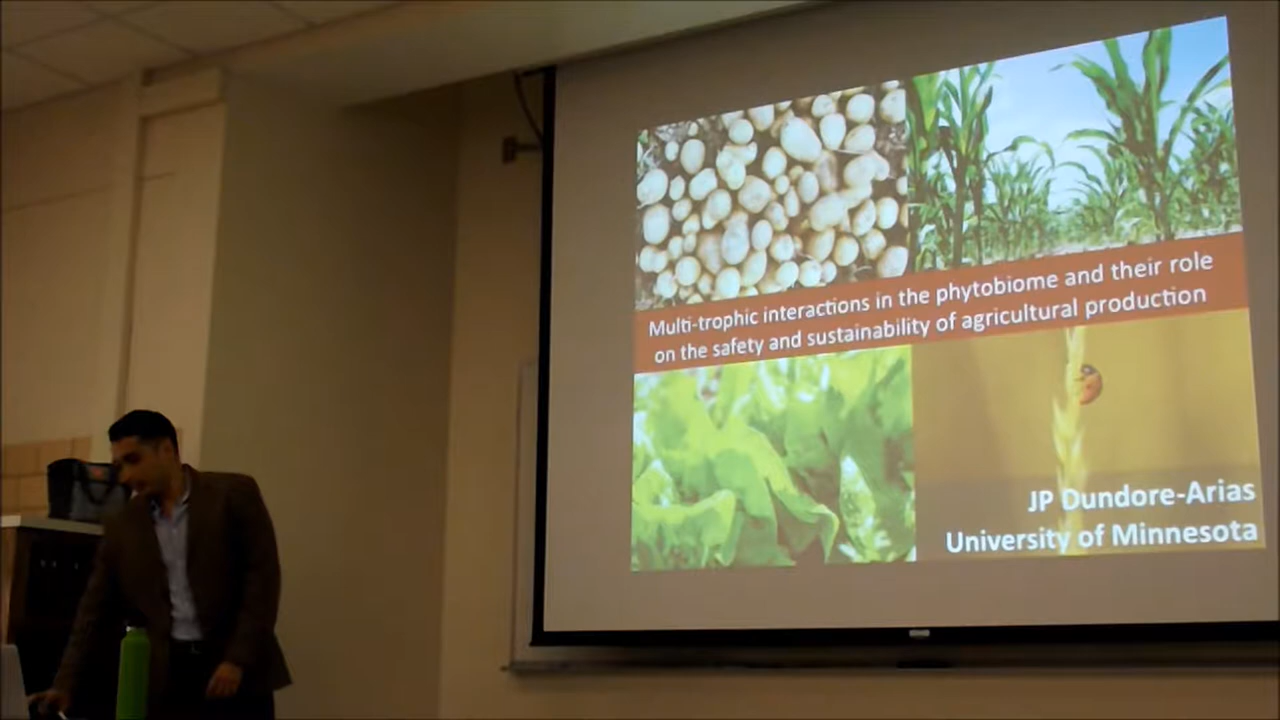 Multi-trophic interactions in the phytobiome and their role
on the safety and sustainability of agricultural production
JP Dundore-Arias
University of Minnesota